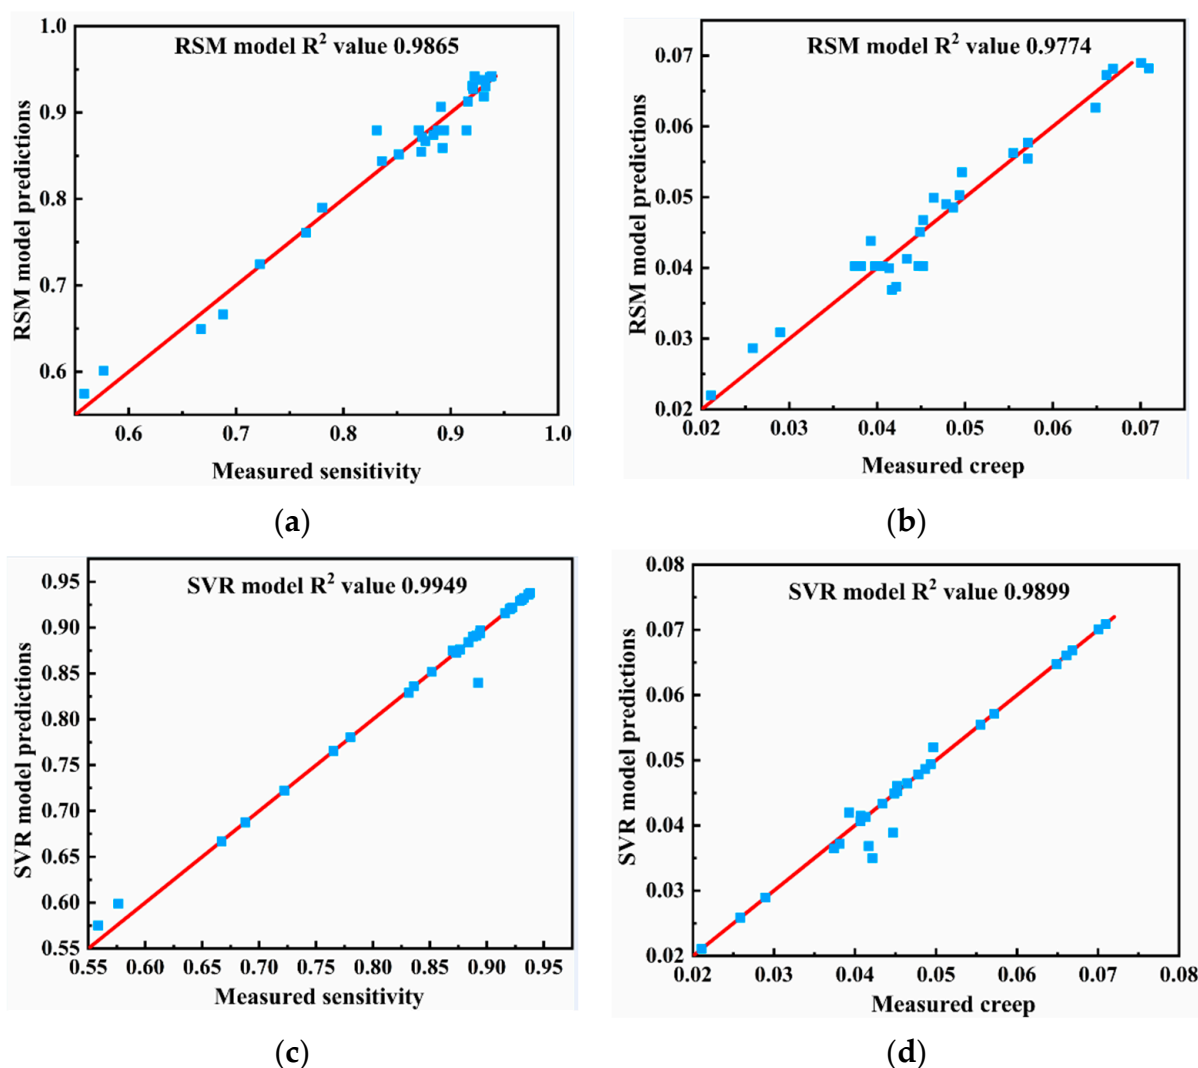 RSM model R² value 0.9865
RSM model predictions
1.0
0.9
0.8
0.7
0.6
0.6 0.7 0.8 0.9 1.0
Measured sensitivity
(a)
RSM model R² value 0.9774
RSM model predictions
0.07
0.06
0.05
0.04
0.03
0.02
0.02 0.03 0.04 0.05 0.06 0.07
Measured creep
(b)
SVR model R² value 0.9949
SVR model predictions
0.95
0.90
0.85
0.80
0.75
0.70
0.65
0.60
0.55
0.55 0.60 0.65 0.70 0.75 0.80 0.85 0.90 0.95
Measured sensitivity
(c)
SVR model R² value 0.9899
SVR model predictions
0.08
0.07
0.06
0.05
0.04
0.03
0.02
0.02 0.03 0.04 0.05 0.06 0.07 0.08
Measured creep
(d)